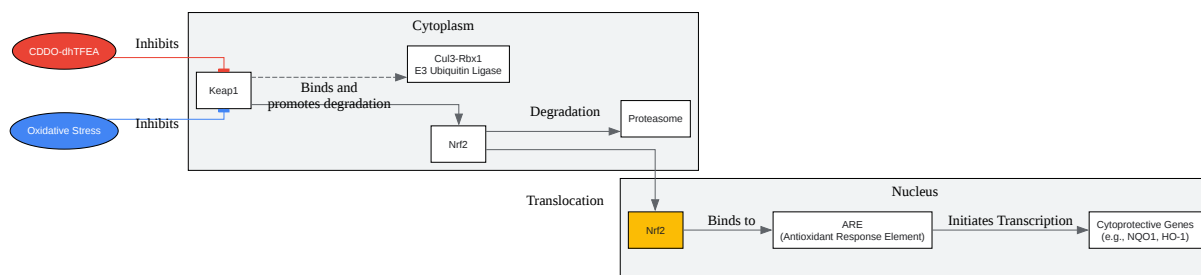 Cytoplasm
CDDO-dhTFEA
Inhibits
Cul3-Rbx1
E3 Ubiquitin Ligase
Keap1
Binds and
promotes degradation
Oxidative Stress
Inhibits
Degradation
Proteasome
Nrf2
Translocation
Nucleus
Nrf2
Binds to
ARE
(Antioxidant Response Element)
Initiates Transcription
Cytoprotective Genes
(e.g., NQO1, HO-1)